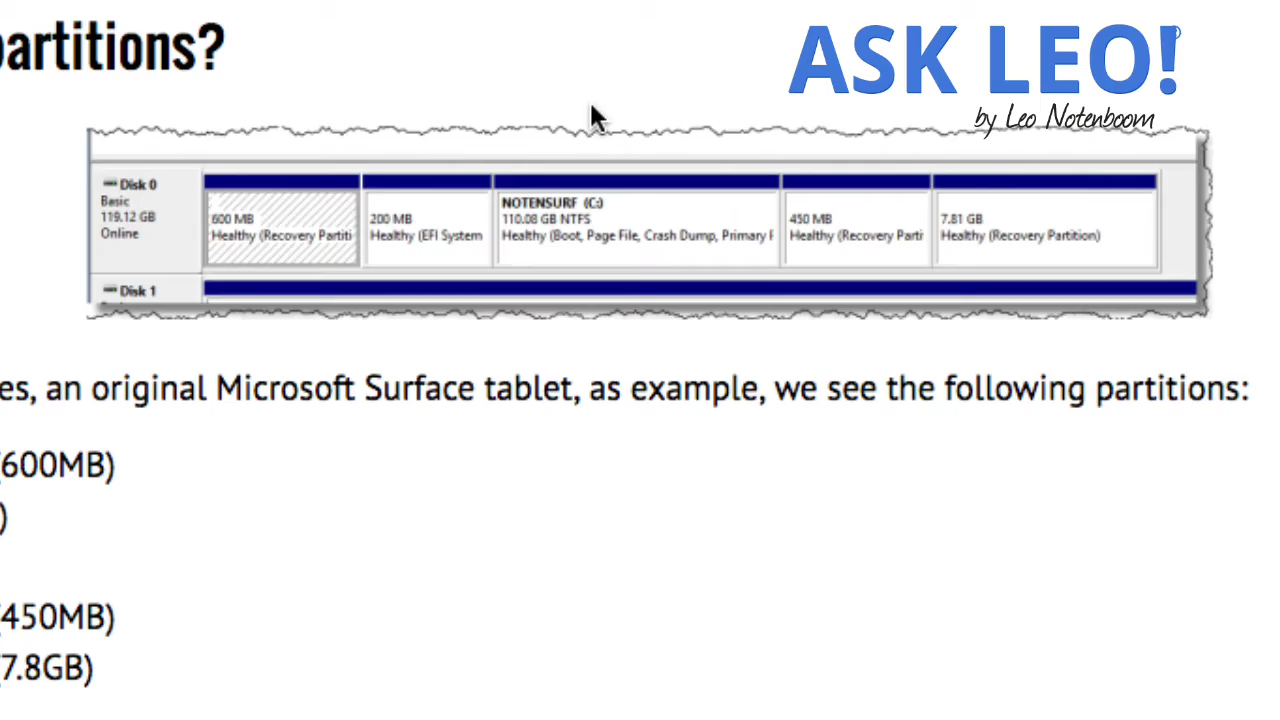 partitions?
ASK LEO!
by Leo Notenboom
Disk 0
Basic
119.12 GB
Online
600 MB
Healthy (Recovery Partiti
200 MB
Healthy (EFI System
NOTENSURF (C:)
110.08 GB NTFS
Healthy (Boot, Page File, Crash Dump, Primary P
450 MB
Healthy (Recovery Parti
7.81 GB
Healthy (Recovery Partition)
Disk 1
es, an original Microsoft Surface tablet, as example, we see the following partitions:
(600MB)
)
(450MB)
(7.8GB)